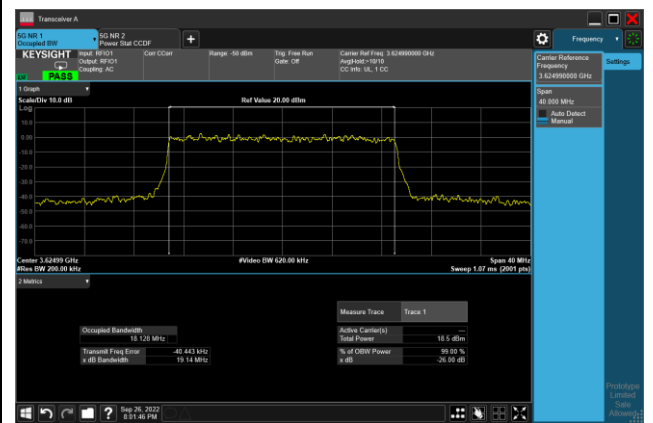 Transceiver A
5G NR 1
Occupied BW
5G NR 2
Power Stat CCDF
Frequency
KEYSIGHT
PASS
Input: RFIO1
Output: RFIO1
Coupling: AC
Corr CCorr
Range: -50 dBm
Trig: Free Run
Gate: Off
Carrier Ref Freq: 3.624990000 GHz
Avg|Hold:>10/10
CC Info: UL, 1 CC
Carrier Reference
Frequency
3.624990000 GHz
Settings
Span
40.000 MHz
Auto Detect
Manual
1 Graph
Scale/Div 10.0 dB
Ref Value 20.00 dBm
Log
10.0
0.00
-10.0
-20.0
-30.0
-40.0
-50.0
-60.0
-70.0
Center 3.62499 GHz
#Res BW 200.00 kHz
#Video BW 620.00 kHz
Span 40 MHz
Sweep 1.07 ms (2001 pts)
2 Metrics
Measure Trace
Trace 1
Occupied Bandwidth
18.128 MHz
Active Carrier(s)
---
Total Power
18.5 dBm
Transmit Freq Error
-40.443 kHz
x dB Bandwidth
19.14 MHz
% of OBW Power
99.00 %
x dB
-26.00 dB
Sep 26, 2022
8:01:46 PM
Prototype
Limited
Sale
Allowed